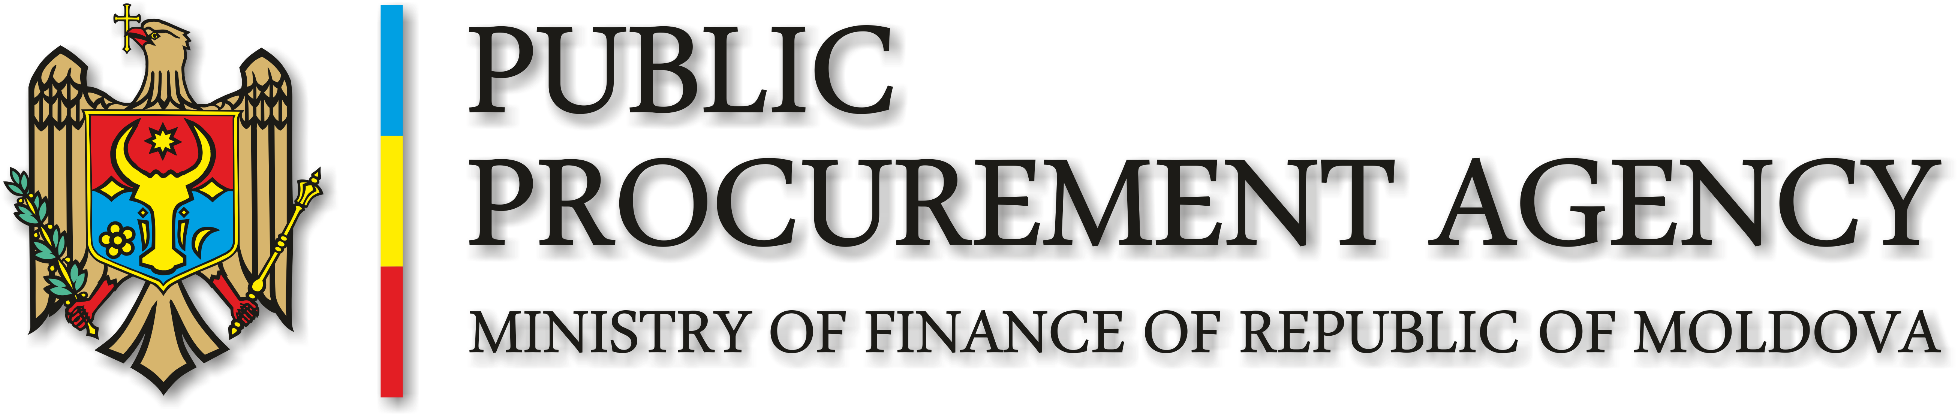 PUBLIC
PROCUREMENT AGENCY
MINISTRY OF FINANCE OF REPUBLIC OF MOLDOVA